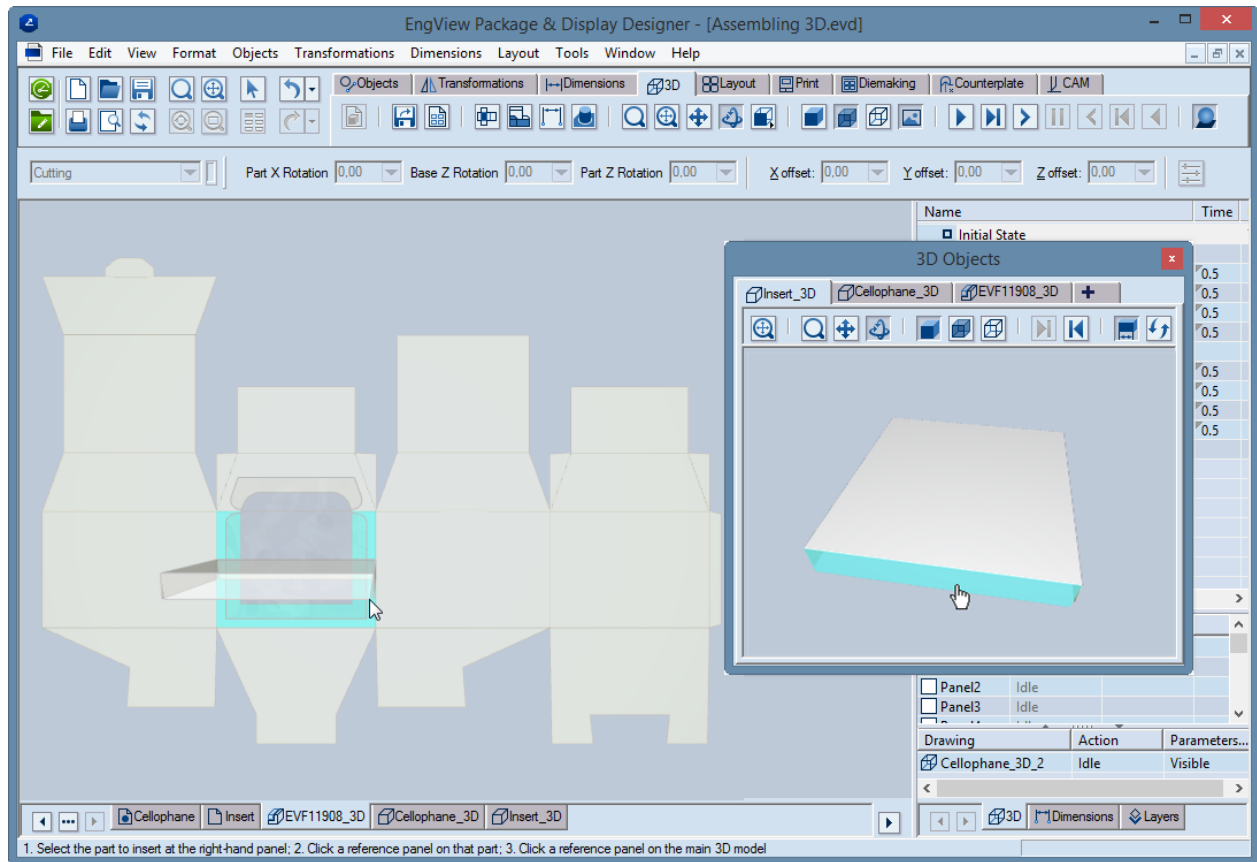 EngView Package & Display Designer - [Assembling 3D.evd]
File Edit View Format Objects Transformations Dimensions Layout Tools Window Help
Objects Transformations Dimensions 3D Layout Print Diemaking Counterplate CAM
Cutting Part X Rotation 0,00 Base Z Rotation 0,00 Part Z Rotation 0,00 X offset: 0,00 Y offset: 0,00 Z offset: 0,00
Name Time
Initial State
3D Objects
0.5
Insert_3D Cellophane_3D EVF11908_3D
0.5
0.5
0.5
0.5
0.5
0.5
0.5
Panel2 Idle
Panel3 Idle
Drawing Action Parameters...
Cellophane_3D_2 Idle Visible
Cellophane Insert EVF11908_3D Cellophane_3D Insert_3D
3D Dimensions Layers
1. Select the part to insert at the right-hand panel; 2. Click a reference panel on that part; 3. Click a reference panel on the main 3D model